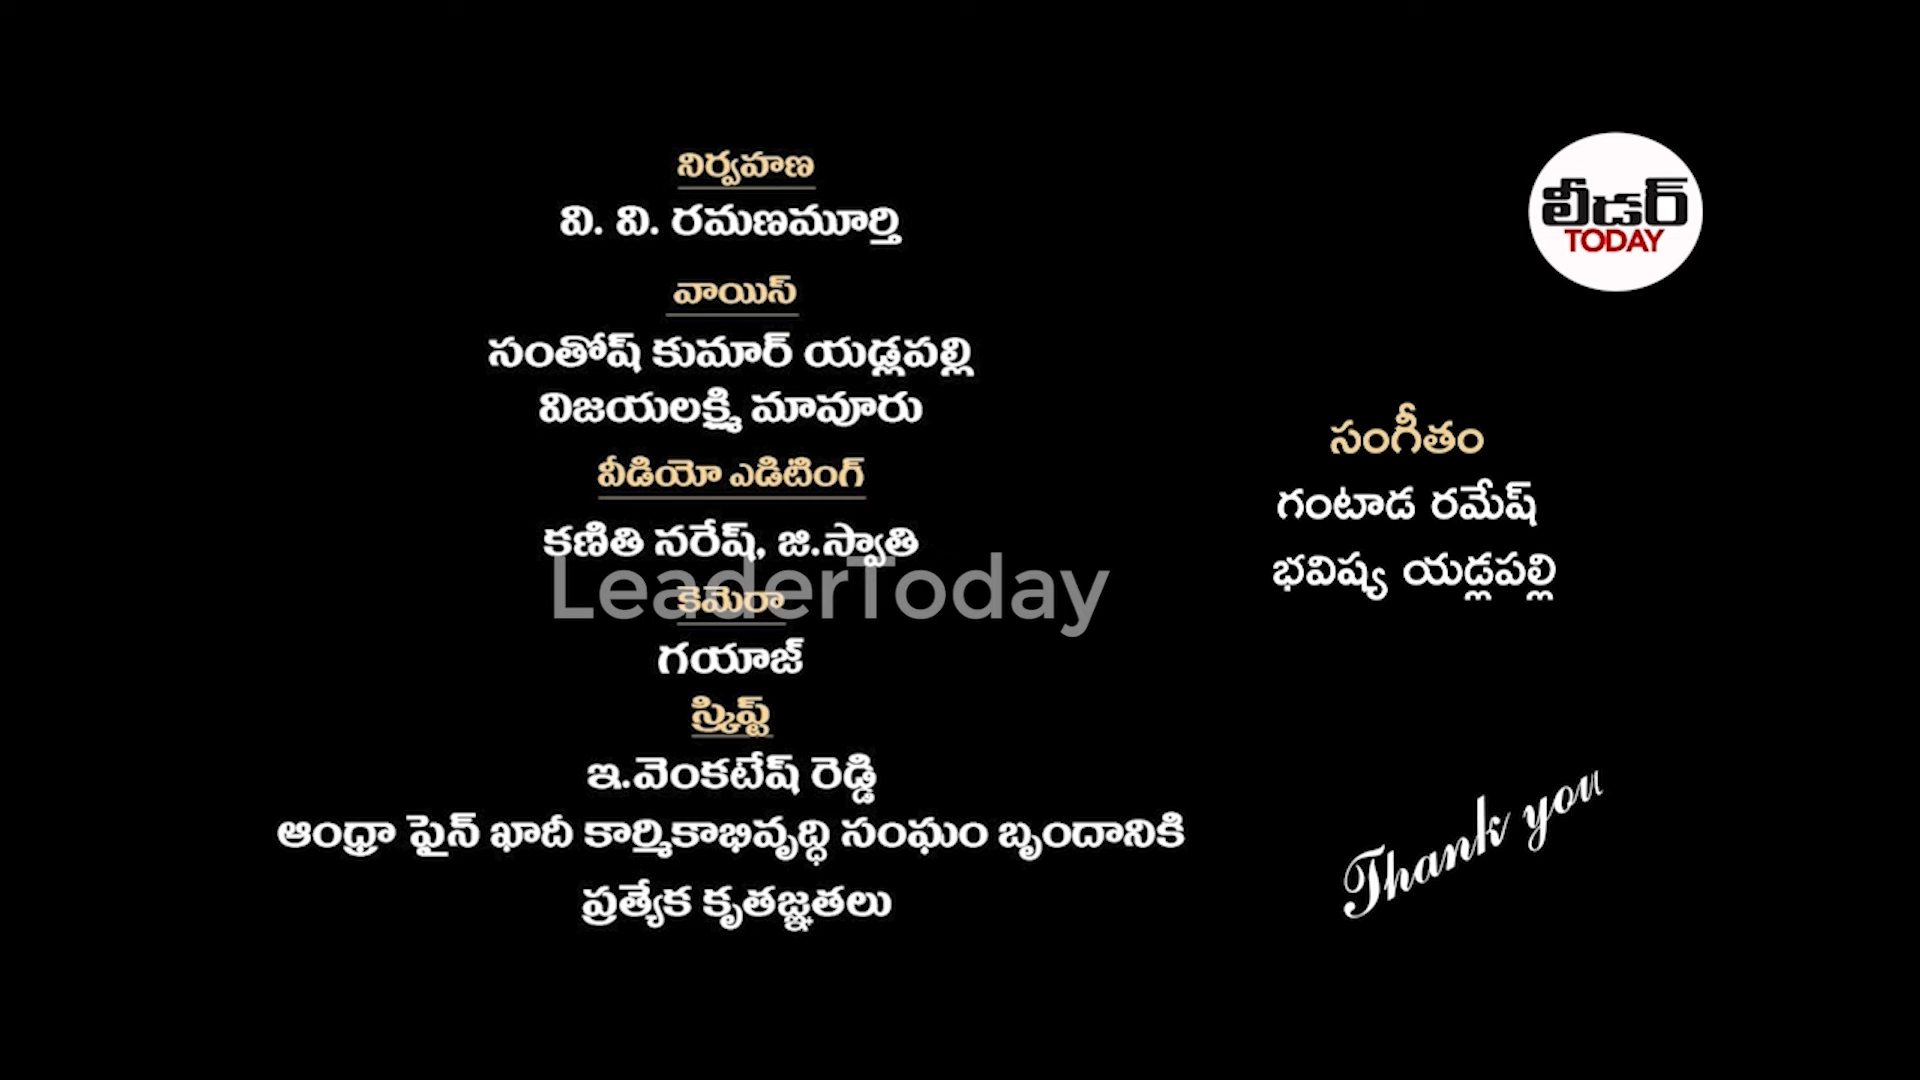 నిర్వహణ
వి. వి. రమణమూర్తి
వాయిస్
సంతోష్ కుమార్ యడ్లపల్లి
విజయలక్ష్మి మావూరు
వీడియో ఎడిటింగ్
కణితి నరేష్, జి.స్వాతి
కెమెరా
గయాజ్
స్క్రిప్ట్
ఇ.వెంకటేష్ రెడ్డి
ఆంధ్రా ఫైన్ ఖాదీ కార్మికాభివృద్ధి సంఘం బృందానికి
ప్రత్యేక కృతజ్ఞతలు
LeaderToday
లీడర్
TODAY
సంగీతం
గంటాడ రమేష్
భవిష్య యడ్లపల్లి
Thank you